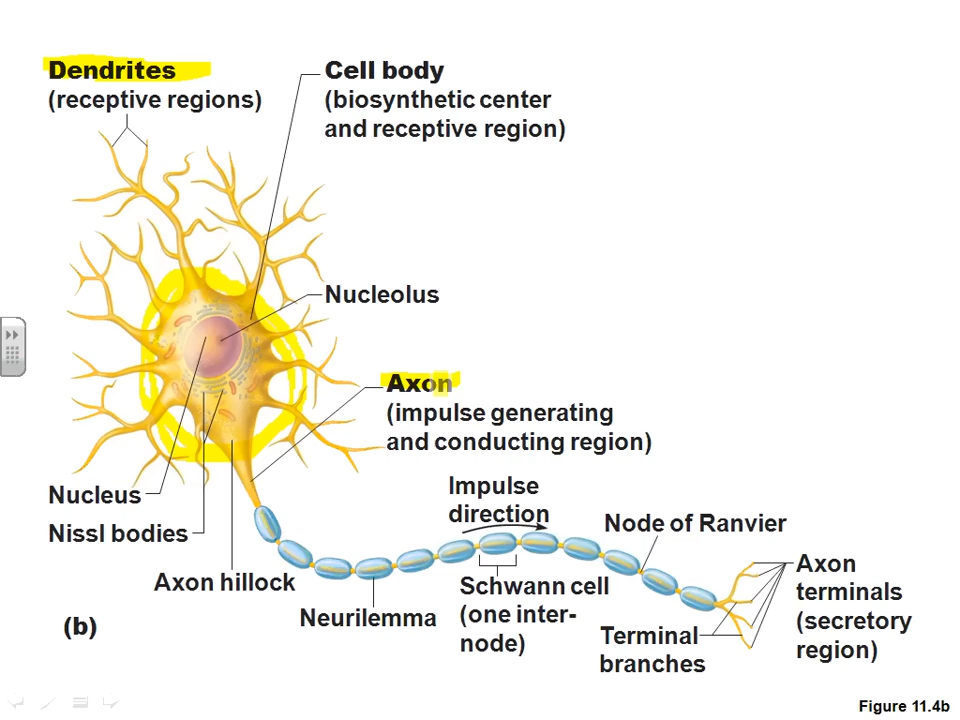 Dendrites
(receptive regions)
Cell body
(biosynthetic center
and receptive region)
Nucleolus
Axon
(impulse generating
and conducting region)
Nucleus
Nissl bodies
Axon hillock
(b)
Impulse
direction
Neurilemma
Schwann cell
(one inter-
node)
Node of Ranvier
Terminal
branches
Axon
terminals
(secretory
region)
Figure 11.4b